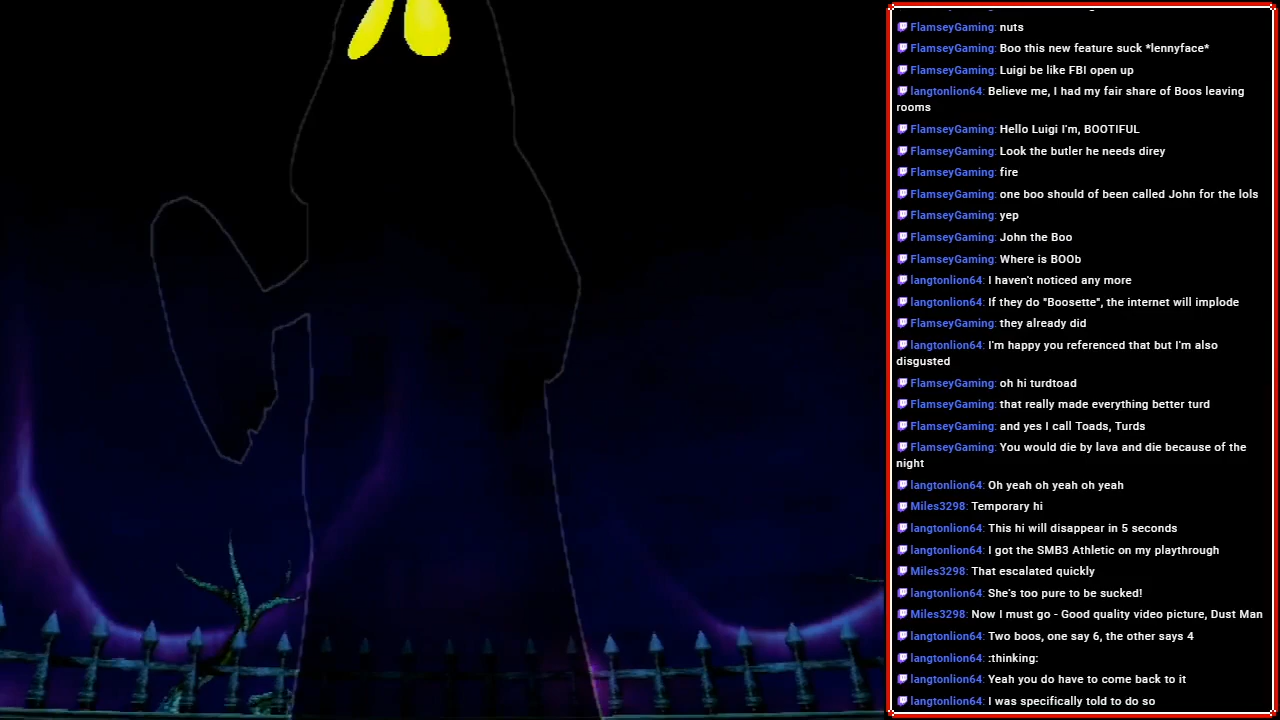 FlamseyGaming: nuts
FlamseyGaming: Boo this new feature suck *lennyface*
FlamseyGaming: Luigi be like FBI open up
langtonlion64: Believe me, I had my fair share of Boos leaving
rooms
FlamseyGaming: Hello Luigi I'm, BOOTIFUL
FlamseyGaming: Look the butler he needs direy
FlamseyGaming: fire
FlamseyGaming: one boo should of been called John for the lols
FlamseyGaming: yep
FlamseyGaming: John the Boo
FlamseyGaming: Where is BOOb
langtonlion64: I haven't noticed any more
langtonlion64: If they do "Boosette", the internet will implode
FlamseyGaming: they already did
langtonlion64: I'm happy you referenced that but I'm also
disgusted
FlamseyGaming: oh hi turdtoad
FlamseyGaming: that really made everything better turd
FlamseyGaming: and yes I call Toads, Turds
FlamseyGaming: You would die by lava and die because of the
night
langtonlion64: Oh yeah oh yeah oh yeah
Miles3298: Temporary hi
langtonlion64: This hi will disappear in 5 seconds
langtonlion64: I got the SMB3 Athletic on my playthrough
Miles3298: That escalated quickly
langtonlion64: She's too pure to be sucked!
Miles3298: Now I must go - Good quality video picture, Dust Man
langtonlion64: Two boos, one say 6, the other says 4
langtonlion64: :thinking:
langtonlion64: Yeah you do have to come back to it
langtonlion64: I was specifically told to do so